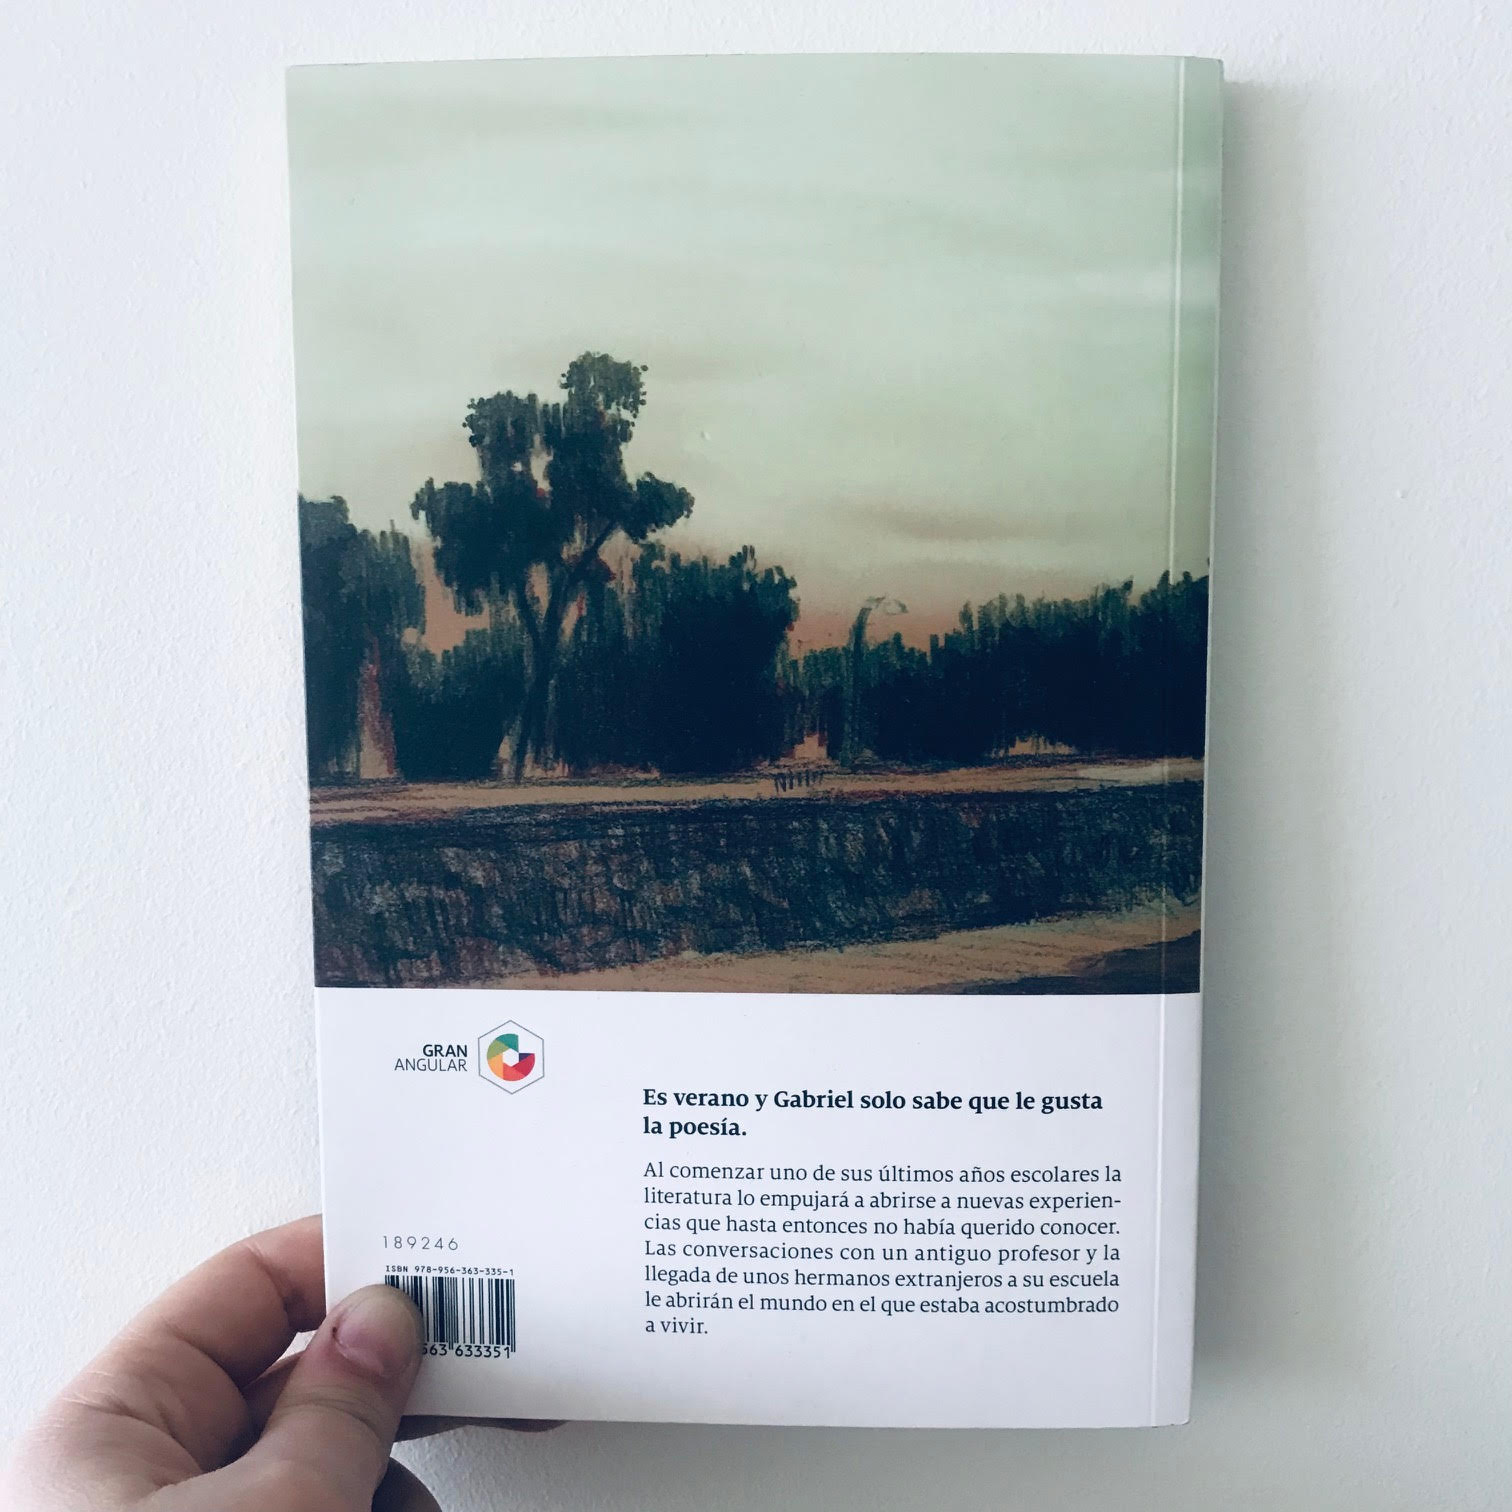 GRAN
ANGULAR
Es verano y Gabriel solo sabe que le gusta
la poesía.
Al comenzar uno de sus últimos años escolares la
literatura lo empujará a abrirse a nuevas experien-
cias que hasta entonces no había querido conocer.
Las conversaciones con un antiguo profesor y la
llegada de unos hermanos extranjeros a su escuela
le abrirán el mundo en el que estaba acostumbrado
a vivir.
189246
ISBN 978-956-363-335-1
563 633351